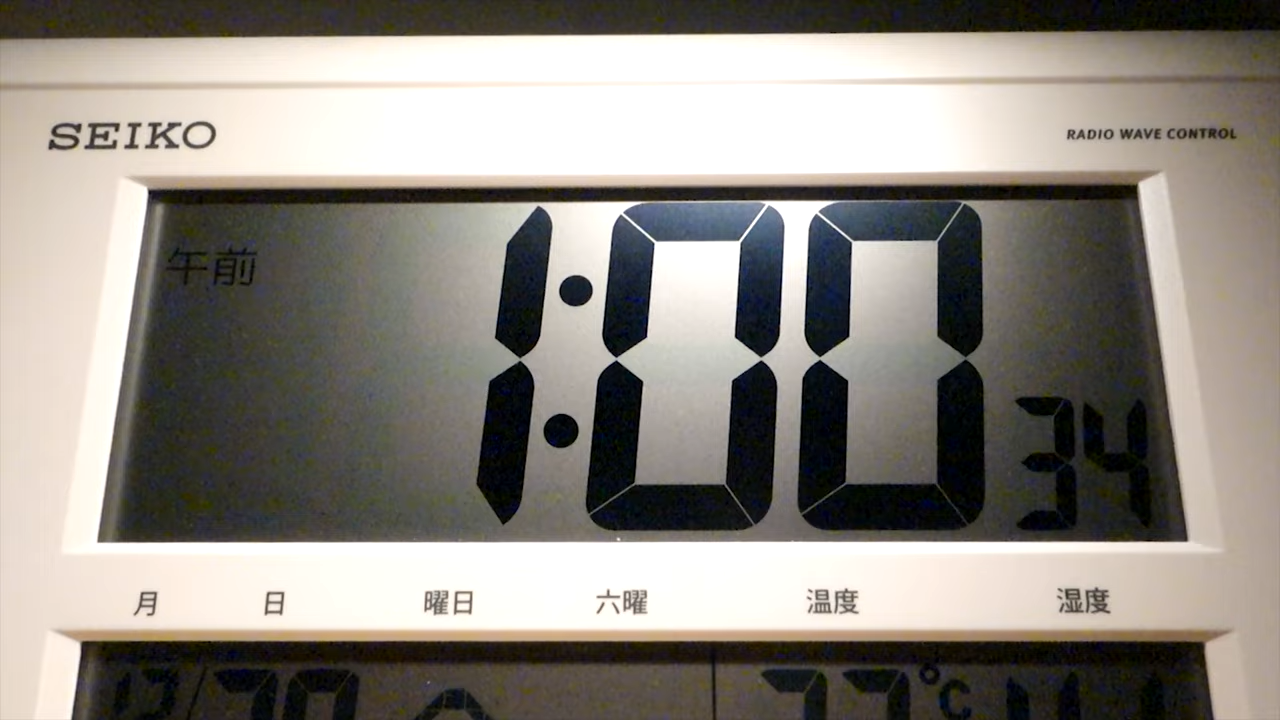 SEIKO
RADIO WAVE CONTROL
午前 1:00 34
月 日 曜日 六曜 温度 湿度
℃